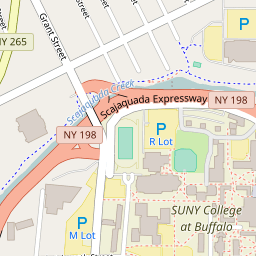 Grant Street
P
NY 265
Scajaquada Creek
Scajaquada Expressway
NY 198
NY 198
P
R Lot
P
M Lot
SUNY College
at Buffalo